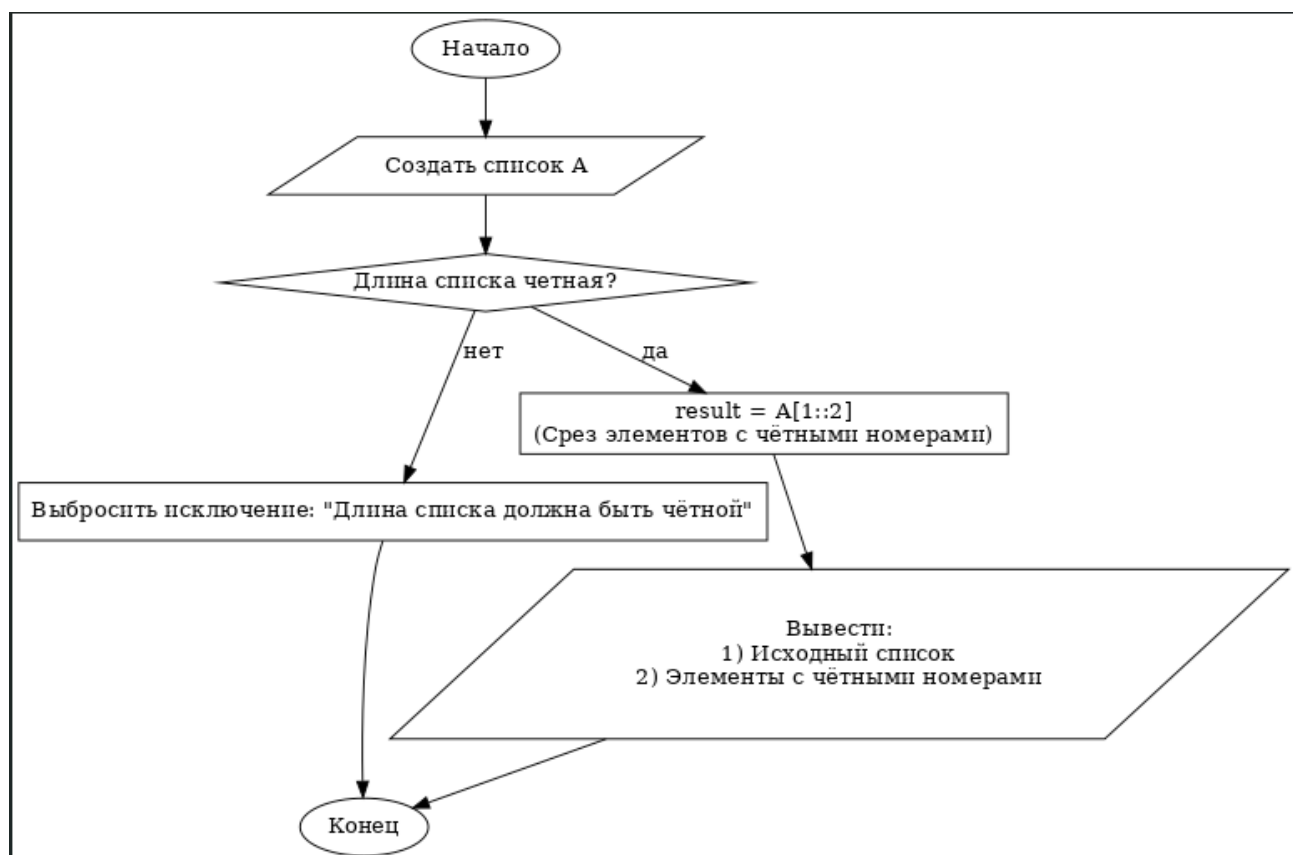 Начало
Создать список A
Длина списка четная?
нет
да
result = A[1::2]
(Срез элементов с чётными номерами)
Выбросить исключение: "Длина списка должна быть чётной"
Вывести:
1) Исходный список
2) Элементы с чётными номерами
Конец